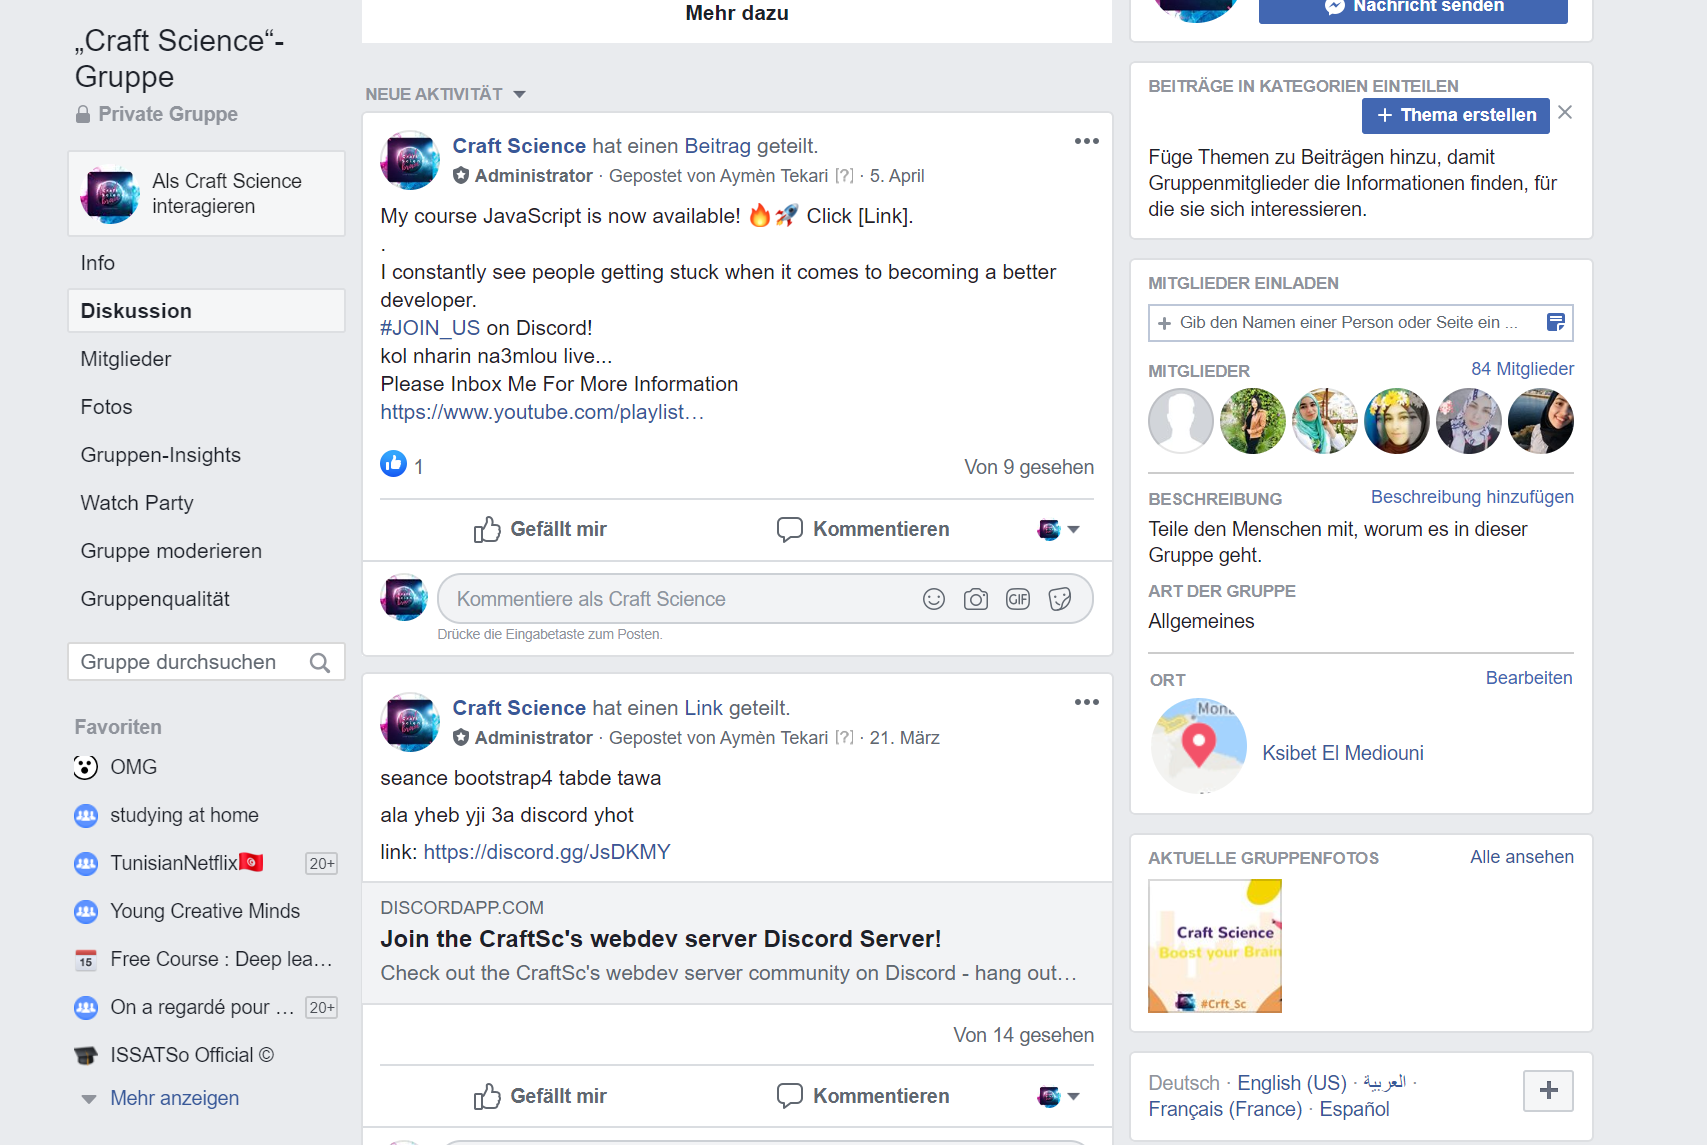 „Craft Science“-
Gruppe
Private Gruppe
Als Craft Science
interagieren
Info
Diskussion
Mitglieder
Fotos
Gruppen-Insights
Watch Party
Gruppe moderieren
Gruppenqualität
Gruppe durchsuchen
Favoriten
OMG
studying at home
TunisianNetflix🇹🇳 20+
Young Creative Minds
15 Free Course : Deep lea…
On a regardé pour … 20+
ISSATSo Official ©
Mehr anzeigen
Mehr dazu
NEUE AKTIVITÄT
Craft Science hat einen Beitrag geteilt.
Administrator · Gepostet von Aymèn Tekari [?] · 5. April
My course JavaScript is now available! 🔥🚀 Click [Link].
.
I constantly see people getting stuck when it comes to becoming a better
developer.
#JOIN_US on Discord!
kol nharin na3mlou live...
Please Inbox Me For More Information
https://www.youtube.com/playlist…
1
Von 9 gesehen
Gefällt mir
Kommentieren
Kommentiere als Craft Science
GIF
Drücke die Eingabetaste zum Posten.
Craft Science hat einen Link geteilt.
Administrator · Gepostet von Aymèn Tekari [?] · 21. März
seance bootstrap4 tabde tawa
ala yheb yji 3a discord yhot
link: https://discord.gg/JsDKMY
DISCORDAPP.COM
Join the CraftSc's webdev server Discord Server!
Check out the CraftSc's webdev server community on Discord - hang out…
Von 14 gesehen
Gefällt mir
Kommentieren
Nachricht senden
BEITRÄGE IN KATEGORIEN EINTEILEN
+ Thema erstellen
Füge Themen zu Beiträgen hinzu, damit
Gruppenmitglieder die Informationen finden, für
die sie sich interessieren.
MITGLIEDER EINLADEN
+ Gib den Namen einer Person oder Seite ein ...
MITGLIEDER
84 Mitglieder
BESCHREIBUNG
Beschreibung hinzufügen
Teile den Menschen mit, worum es in dieser
Gruppe geht.
ART DER GRUPPE
Allgemeines
ORT
Bearbeiten
Mona
Ksibet El Mediouni
AKTUELLE GRUPPENFOTOS
Alle ansehen
Craft Science
Boost your Brain
#Crft_Sc
Deutsch · English (US) · العربية ·
Français (France) · Español